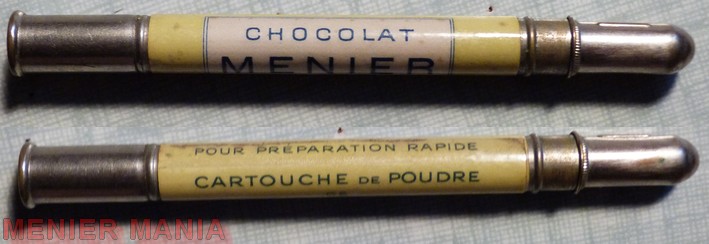 CHOCOLAT
MENIER
POUR PRÉPARATION RAPIDE
CARTOUCHE DE POUDRE
MENIER MANIA